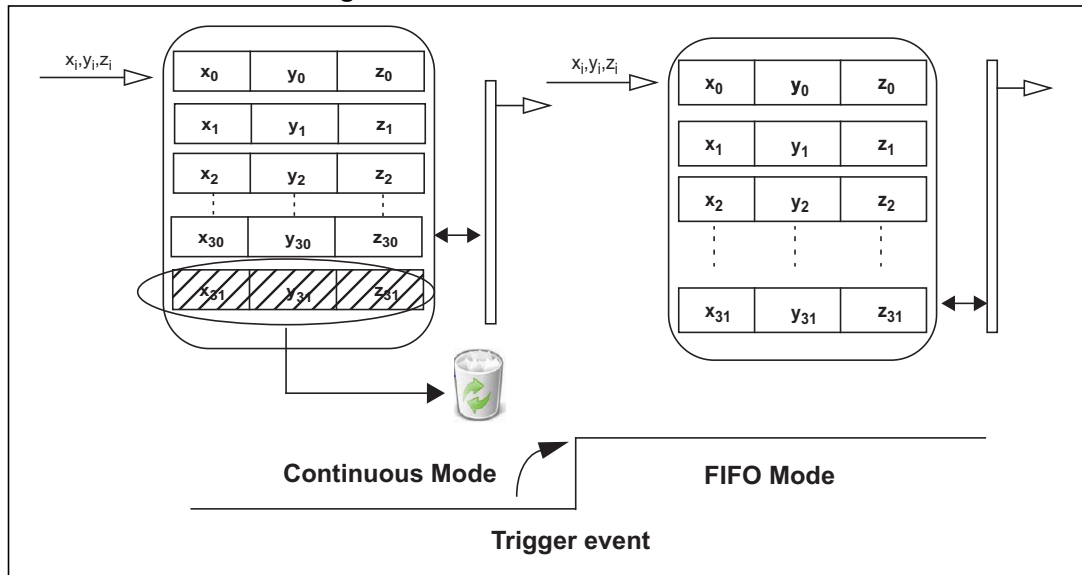 xi,yi,zi
x0 y0 z0
x1 y1 z1
x2 y2 z2
x30 y30 z30
x31 y31 z31
xi,yi,zi
x0 y0 z0
x1 y1 z1
x2 y2 z2
x31 y31 z31
Continuous Mode
FIFO Mode
Trigger event